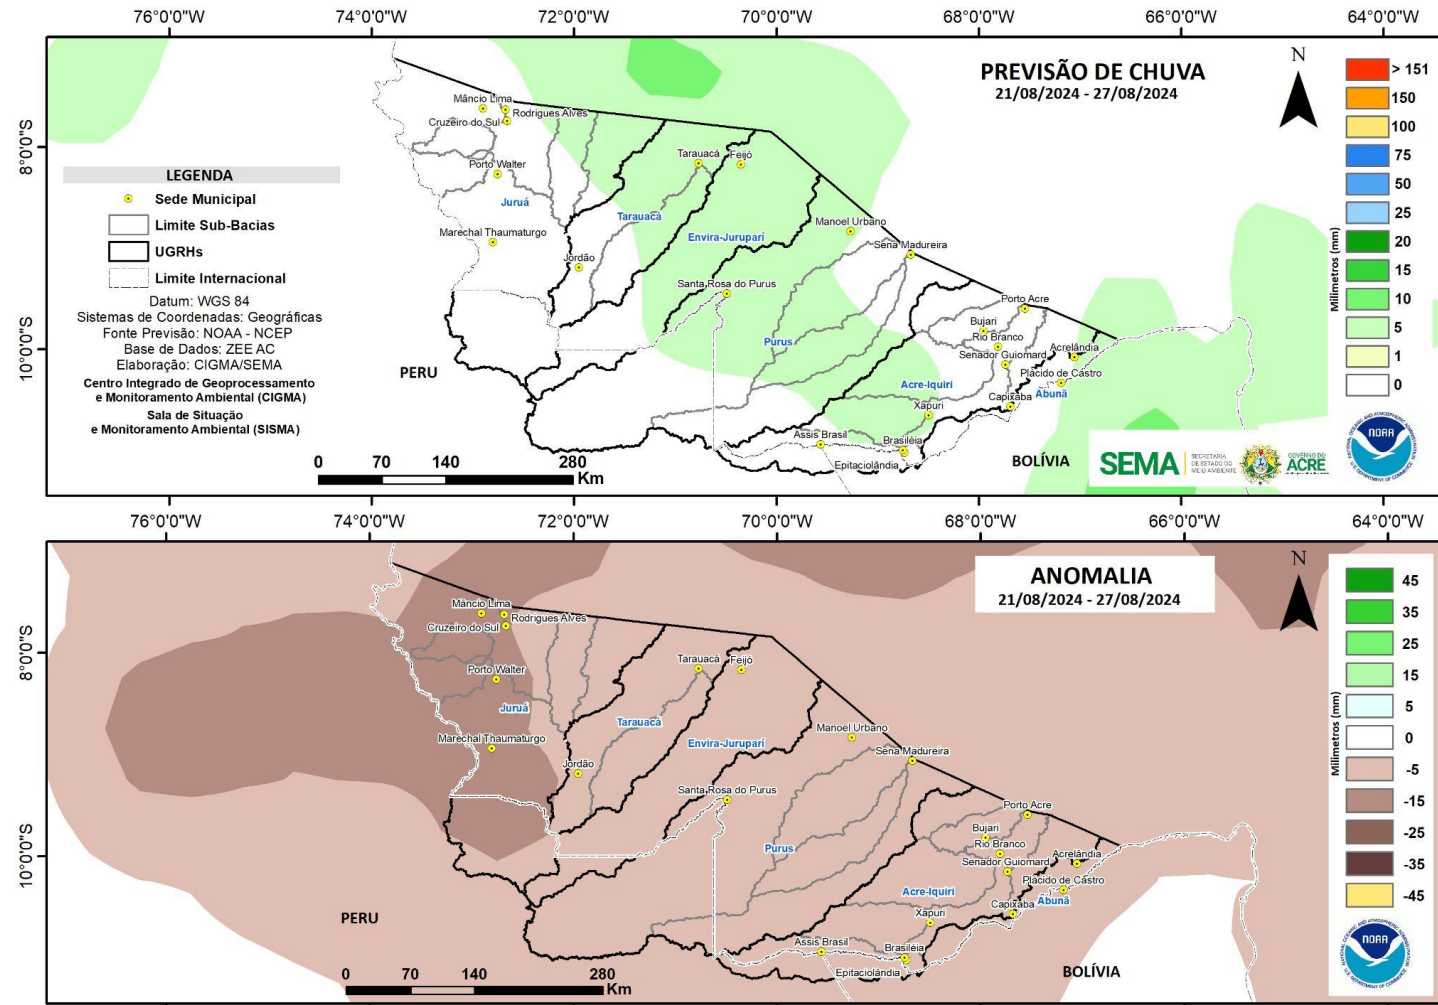 76°0'0"W 74°0'0"W 72°0'0"W 70°0'0"W 68°0'0"W 66°0'0"W 64°0'0"W
PREVISÃO DE CHUVA
21/08/2024 - 27/08/2024
N
> 151
150
100
75
50
25
20
15
10
5
1
0
Milimetros (mm)
8°0'0"S
10°0'0"S
LEGENDA
Sede Municipal
Limite Sub-Bacias
UGRHs
Limite Internacional
Datum: WGS 84
Sistemas de Coordenadas: Geográficas
Fonte Previsão: NOAA - NCEP
Base de Dados: ZEE AC
Elaboração: CIGMA/SEMA
Centro Integrado de Geoprocessamento
e Monitoramento Ambiental (CIGMA)
Sala de Situação
e Monitoramento Ambiental (SISMA)
Mâncio Lima
Rodrigues Alves
Cruzeiro do Sul
Porto Walter
Juruá
Marechal Thaumaturgo
Jordão
Tarauacá
Feijó
Tarauacá
Envira-Juruparí
Manoel Urbano
Sena Madureira
Santa Rosa do Purus
Purus
Porto Acre
Bujari
Rio Branco
Senador Guiomard
Acrelândia
Plácido de Castro
Abunã
Acre-Iquiri
Capixaba
Xapuri
Assis Brasil
Brasiléia
Epitaciolândia
PERU
BOLÍVIA
0 70 140 280
Km
SEMA
SECRETARIA
DE ESTADO DO
MEIO AMBIENTE
GOVERNO DO
ACRE
NOAA
76°0'0"W 74°0'0"W 72°0'0"W 70°0'0"W 68°0'0"W 66°0'0"W 64°0'0"W
ANOMALIA
21/08/2024 - 27/08/2024
N
45
35
25
15
5
0
-5
-15
-25
-35
-45
Milimetros (mm)
8°0'0"S
10°0'0"S
Mâncio Lima
Rodrigues Alves
Cruzeiro do Sul
Porto Walter
Juruá
Marechal Thaumaturgo
Jordão
Tarauacá
Feijó
Tarauacá
Envira-Juruparí
Manoel Urbano
Sena Madureira
Santa Rosa do Purus
Purus
Porto Acre
Bujari
Rio Branco
Senador Guiomard
Acrelândia
Plácido de Castro
Abunã
Acre-Iquiri
Capixaba
Xapuri
Assis Brasil
Brasiléia
Epitaciolândia
PERU
BOLÍVIA
0 70 140 280
Km
NOAA